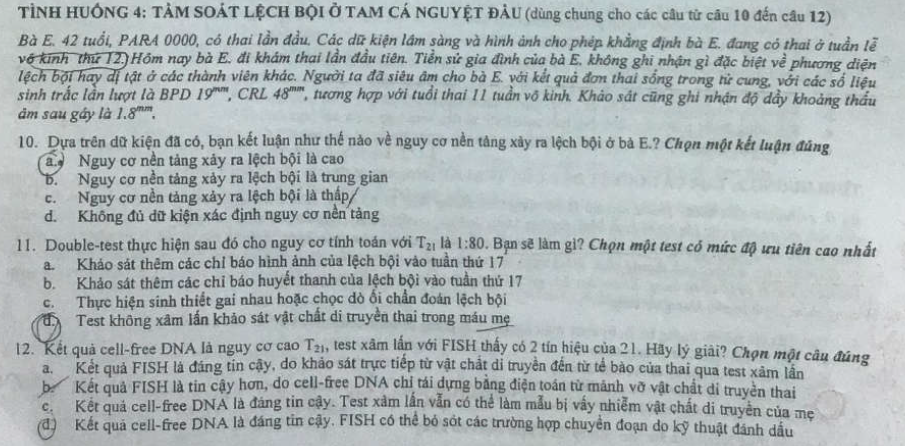 TÌNH HUỐNG 4: TẦM SOÁT LỆCH BỘI Ở TAM CÁ NGUYỆT ĐẦU (dùng chung cho các câu từ câu 10 đến câu 12)
Bà E. 42 tuổi, PARA 0000, có thai lần đầu. Các dữ kiện lâm sàng và hình ảnh cho phép khẳng định bà E. đang có thai ở tuần lễ
vô kinh thứ 12. Hôm nay bà E. đi khám thai lần đầu tiên. Tiền sử gia đình của bà E. không ghi nhận gì đặc biệt về phương diện
lệch bội hay dị tật ở các thành viên khác. Người ta đã siêu âm cho bà E. với kết quả đơn thai sống trong tử cung, với các số liệu
sinh trắc lần lượt là BPD 19mm, CRL 48mm, tương hợp với tuổi thai 11 tuần vô kinh. Khảo sát cũng ghi nhận độ dầy khoảng thấu
âm sau gáy là 1.8mm.
10. Dựa trên dữ kiện đã có, bạn kết luận như thế nào về nguy cơ nền tảng xảy ra lệch bội ở bà E.? Chọn một kết luận đúng
a. Nguy cơ nền tảng xảy ra lệch bội là cao
b. Nguy cơ nền tảng xảy ra lệch bội là trung gian
c. Nguy cơ nền tảng xảy ra lệch bội là thấp
d. Không đủ dữ kiện xác định nguy cơ nền tảng
11. Double-test thực hiện sau đó cho nguy cơ tính toán với T21 là 1:80. Bạn sẽ làm gì? Chọn một test có mức độ ưu tiên cao nhất
a. Khảo sát thêm các chỉ báo hình ảnh của lệch bội vào tuần thứ 17
b. Khảo sát thêm các chỉ báo huyết thanh của lệch bội vào tuần thứ 17
c. Thực hiện sinh thiết gai nhau hoặc chọc dò ối chẩn đoán lệch bội
d. Test không xâm lấn khảo sát vật chất di truyền thai trong máu mẹ
12. Kết quả cell-free DNA là nguy cơ cao T21, test xâm lấn với FISH thấy có 2 tín hiệu của 21. Hãy lý giải? Chọn một câu đúng
a. Kết quả FISH là đáng tin cậy, do khảo sát trực tiếp từ vật chất di truyền đến từ tế bào của thai qua test xâm lấn
b. Kết quả FISH là tin cậy hơn, do cell-free DNA chỉ tái dựng bằng điện toán từ mảnh vỡ vật chất di truyền thai
c. Kết quả cell-free DNA là đáng tin cậy. Test xâm lấn vẫn có thể làm mẫu bị vấy nhiễm vật chất di truyền của mẹ
d. Kết quả cell-free DNA là đáng tin cậy. FISH có thể bỏ sót các trường hợp chuyển đoạn do kỹ thuật đánh dấu